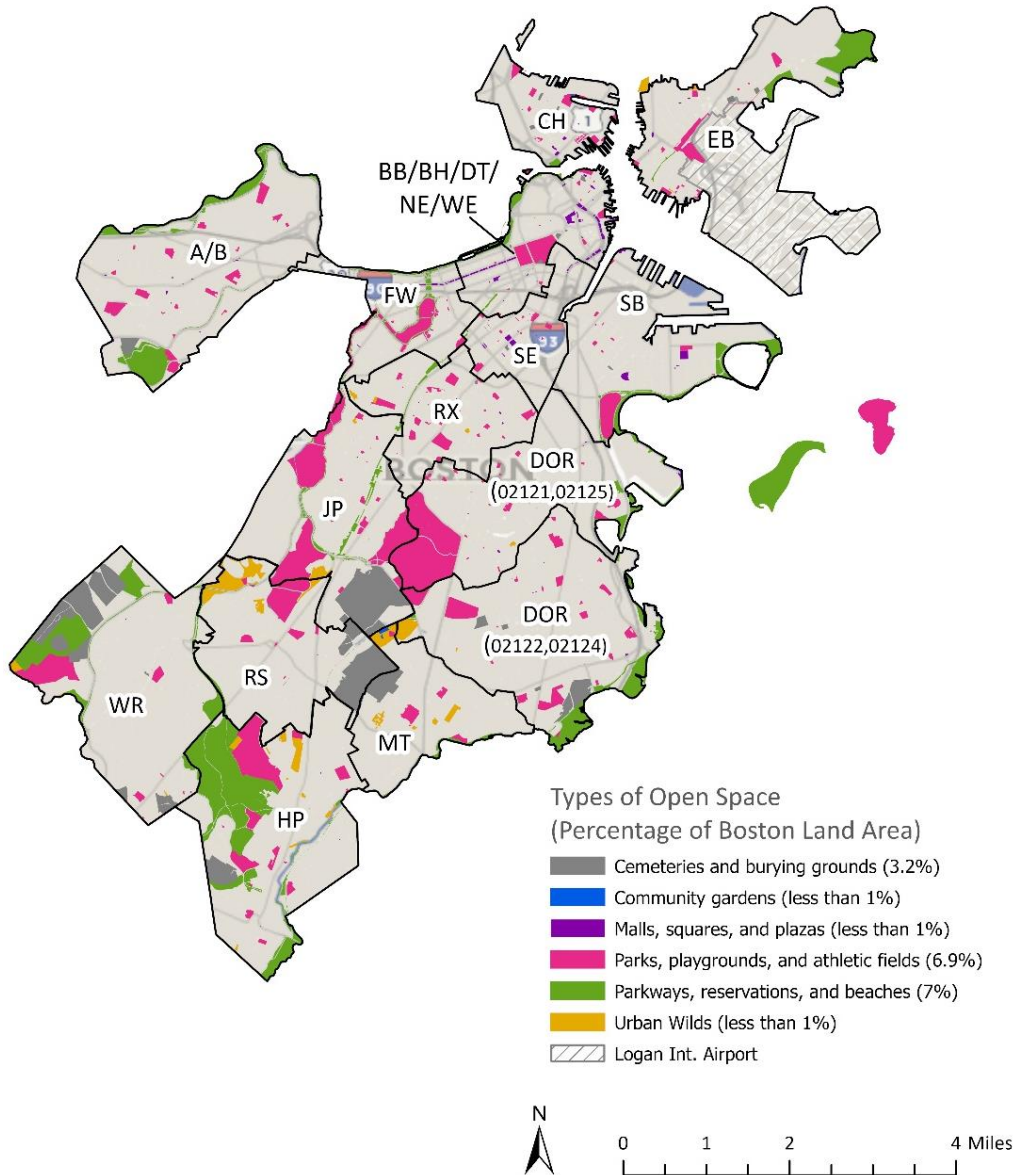 CH
1
EB
BB/BH/DT/
NE/WE
A/B
90
FW
SB
SE
93
RX
BOSTON
DOR
(02121,02125)
JP
DOR
(02122,02124)
RS
WR
MT
HP
Types of Open Space
(Percentage of Boston Land Area)
Cemeteries and burying grounds (3.2%)
Community gardens (less than 1%)
Malls, squares, and plazas (less than 1%)
Parks, playgrounds, and athletic fields (6.9%)
Parkways, reservations, and beaches (7%)
Urban Wilds (less than 1%)
Logan Int. Airport
N
0 1 2 4 Miles